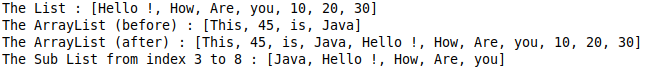 The List : [Hello !, How, Are, you, 10, 20, 30]
The ArrayList (before) : [This, 45, is, Java]
The ArrayList (after) : [This, 45, is, Java, Hello !, How, Are, you, 10, 20, 30]
The Sub List from index 3 to 8 : [Java, Hello !, How, Are, you]